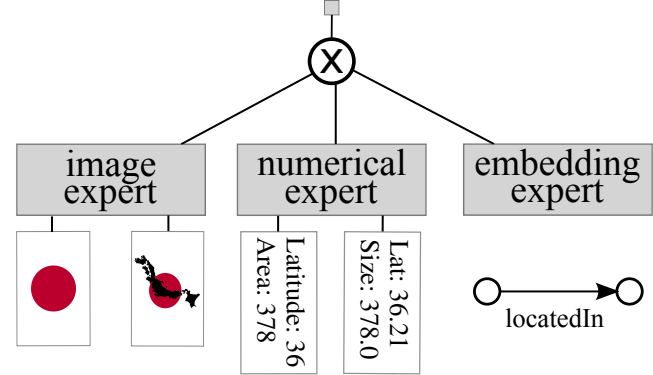 X
image
expert
numerical
expert
embedding
expert
Latitude: 36
Area: 378
Lat: 36.21
Size: 378.0
locatedIn